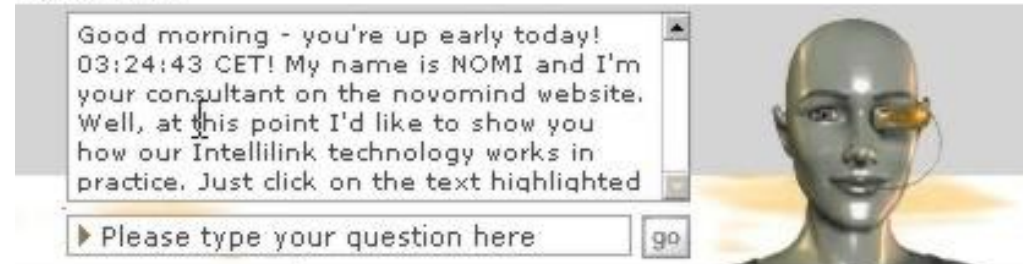 Good morning - you're up early today!
03:24:43 CET! My name is NOMI and I'm
your consultant on the novomind website.
Well, at this point I'd like to show you
how our Intellilink technology works in
practice. Just click on the text highlighted
Please type your question here
go